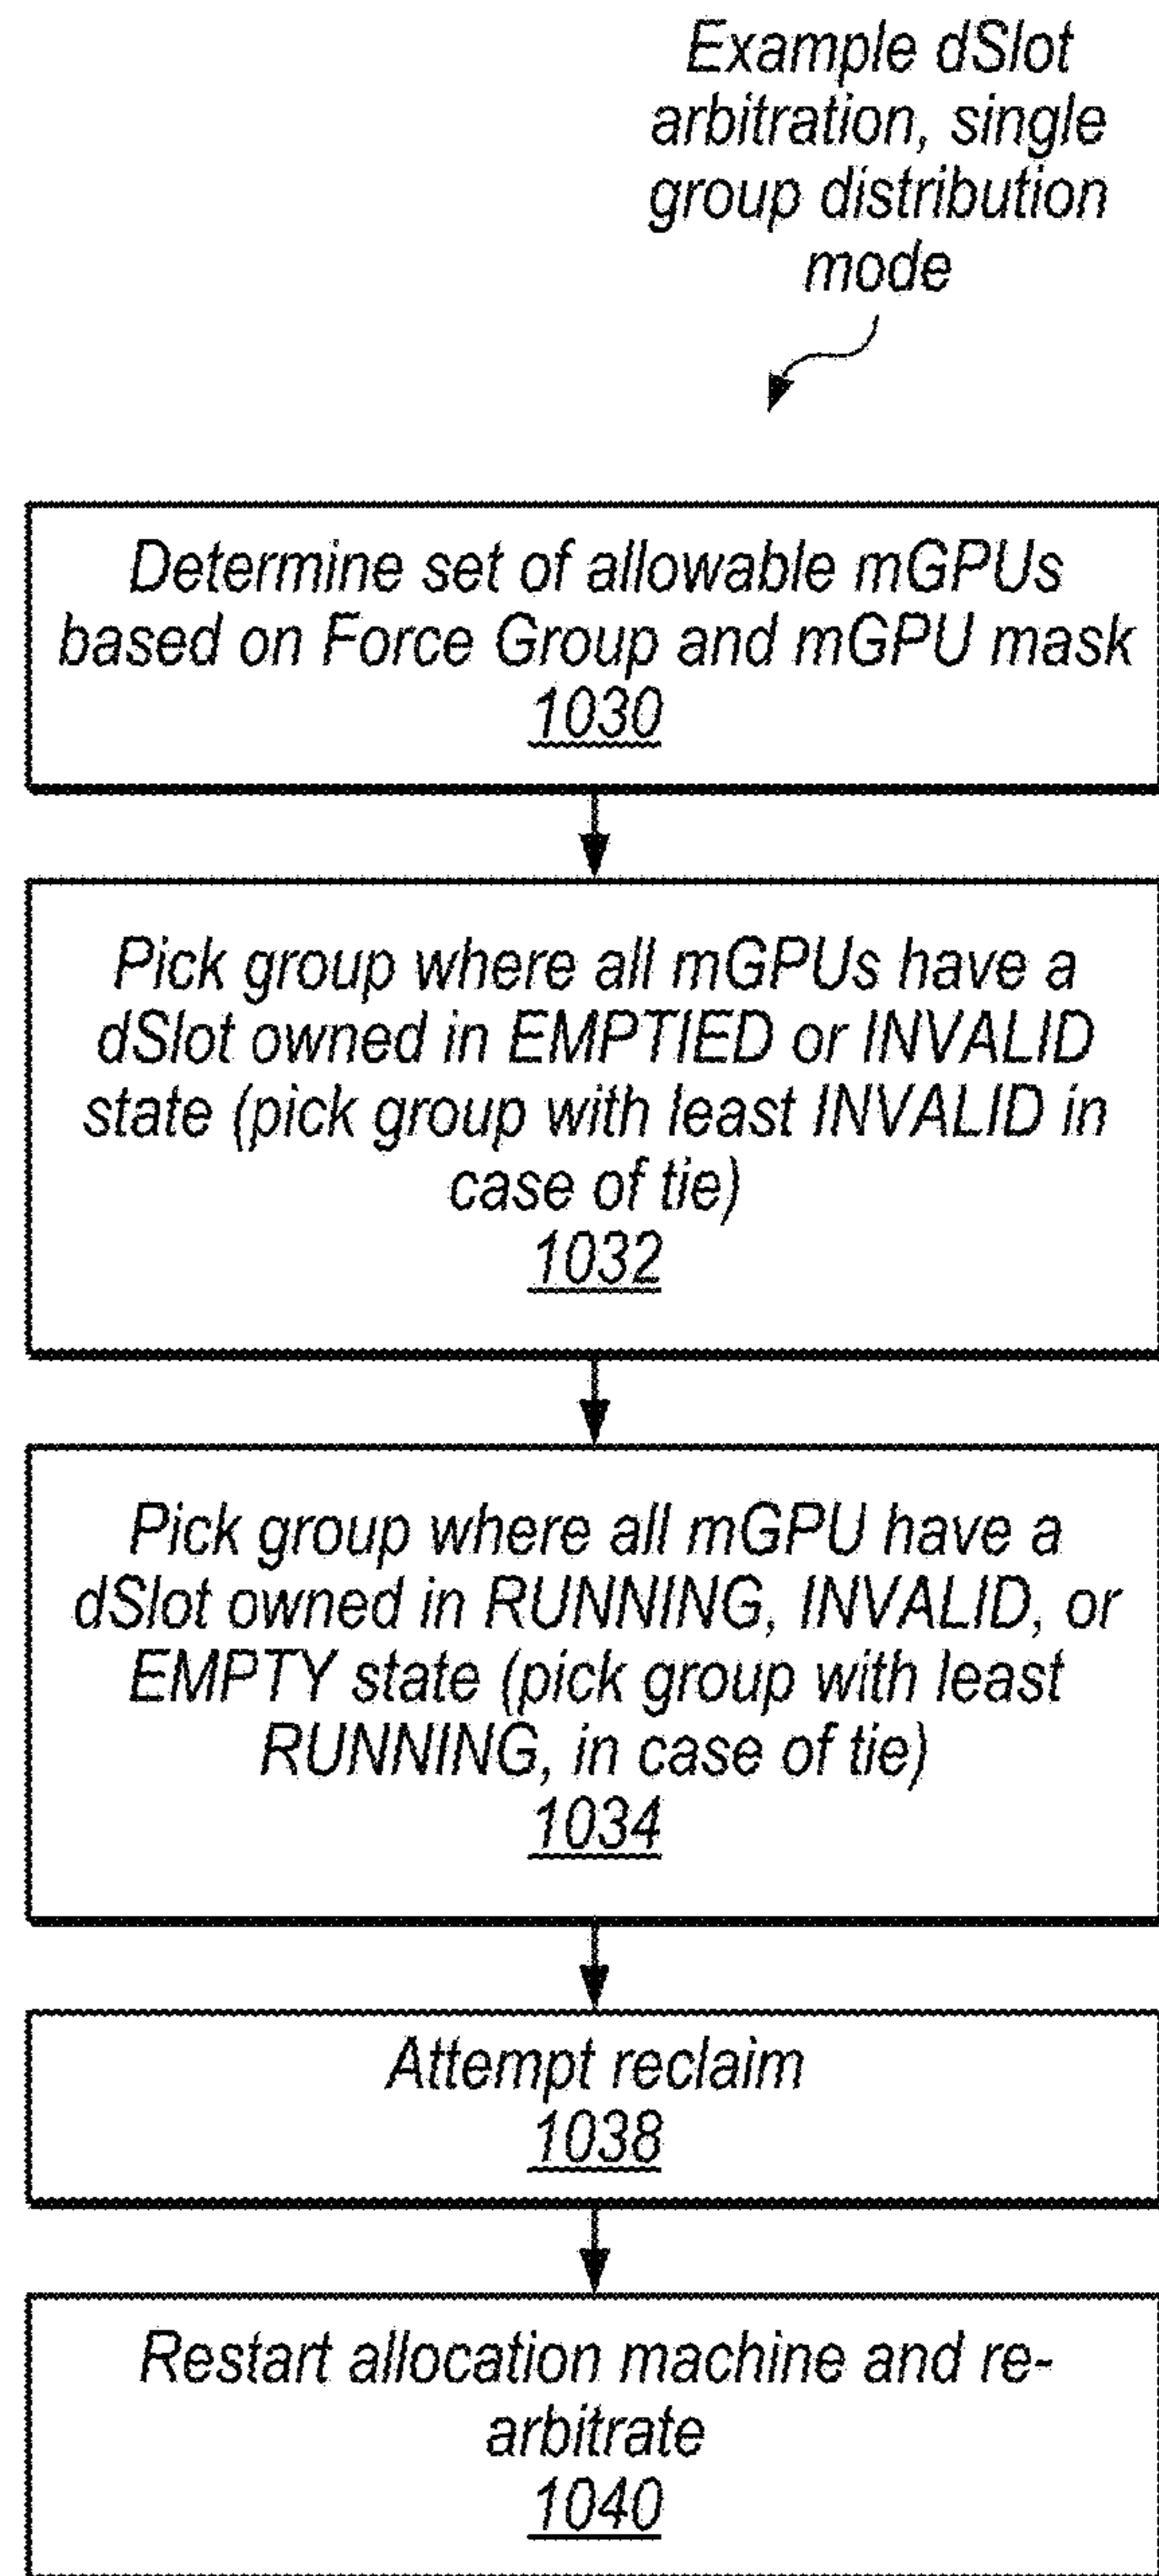 Example dSlot
arbitration, single
group distribution
mode
Determine set of allowable mGPUs
based on Force Group and mGPU mask
1030
Pick group where all mGPUs have a
dSlot owned in EMPTIED or INVALID
state (pick group with least INVALID in
case of tie)
1032
Pick group where all mGPU have a
dSlot owned in RUNNING, INVALID, or
EMPTY state (pick group with least
RUNNING, in case of tie)
1034
Attempt reclaim
1038
Restart allocation machine and re-
arbitrate
1040